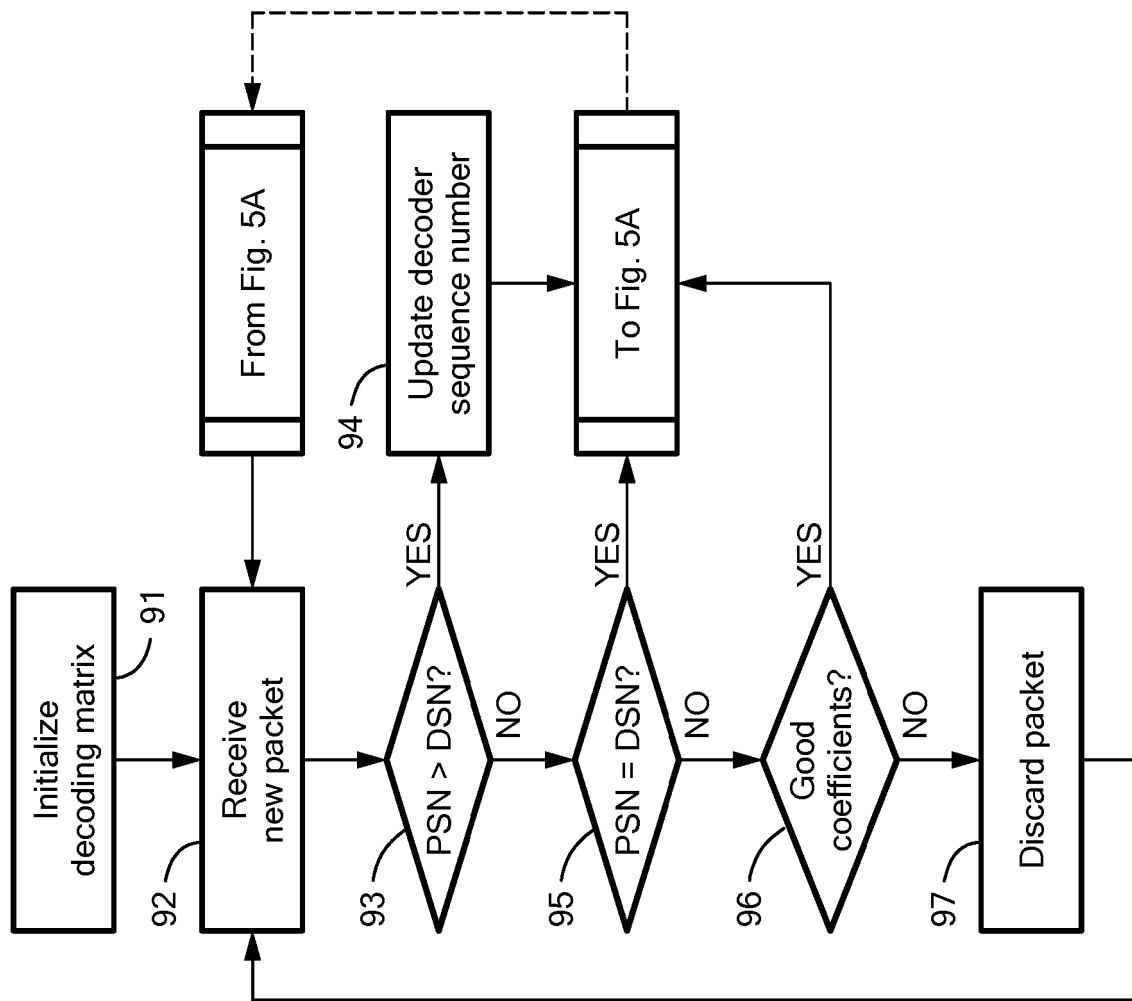 Initialize
decoding matrix
91
Receive
new packet
92
From Fig. 5A
PSN > DSN?
93
YES
NO
Update decoder
sequence number
94
PSN = DSN?
95
YES
NO
To Fig. 5A
Good
coefficients?
96
YES
NO
Discard packet
97